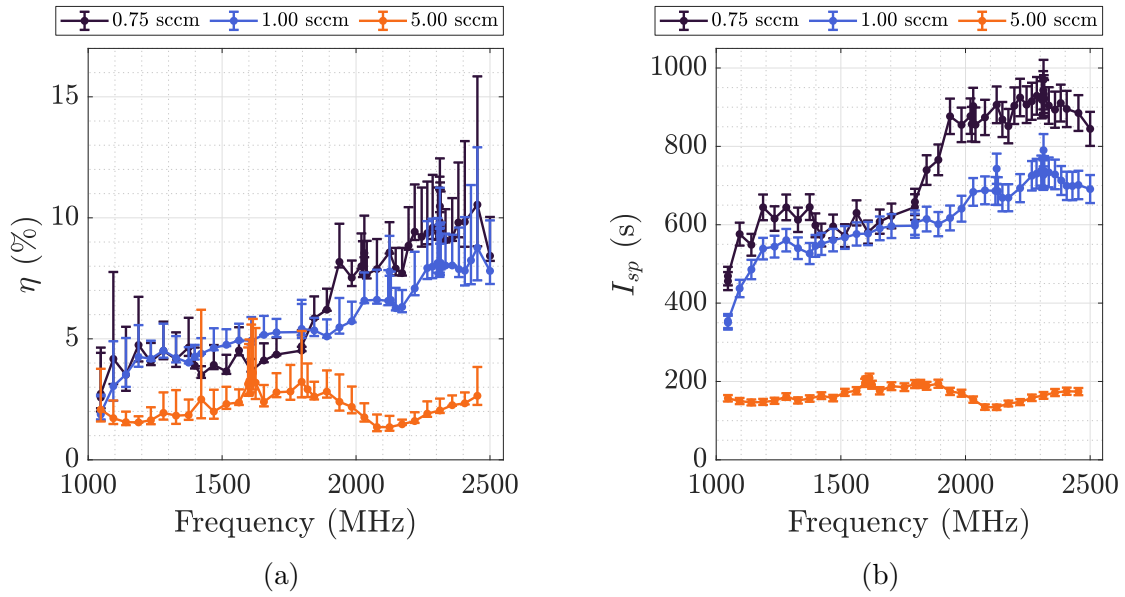 0.75 sccm 1.00 sccm 5.00 sccm
15
10
5
0
η (%)
1000 1500 2000 2500
Frequency (MHz)
(a)
0.75 sccm 1.00 sccm 5.00 sccm
1000
800
600
400
200
0
I_{sp} (s)
1000 1500 2000 2500
Frequency (MHz)
(b)